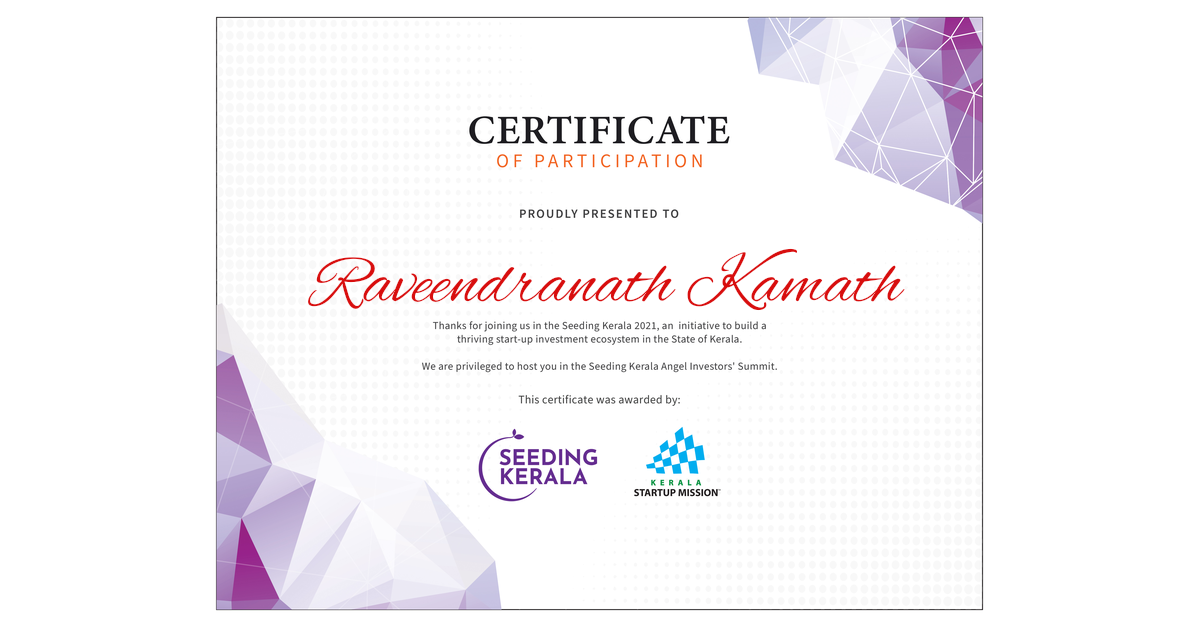 CERTIFICATE
OF PARTICIPATION
PROUDLY PRESENTED TO
Raveendranath Kamath
Thanks for joining us in the Seeding Kerala 2021, an initiative to build a
thriving start-up investment ecosystem in the State of Kerala.
We are privileged to host you in the Seeding Kerala Angel Investors' Summit.
This certificate was awarded by:
SEEDING
KERALA
KERALA
STARTUP MISSION